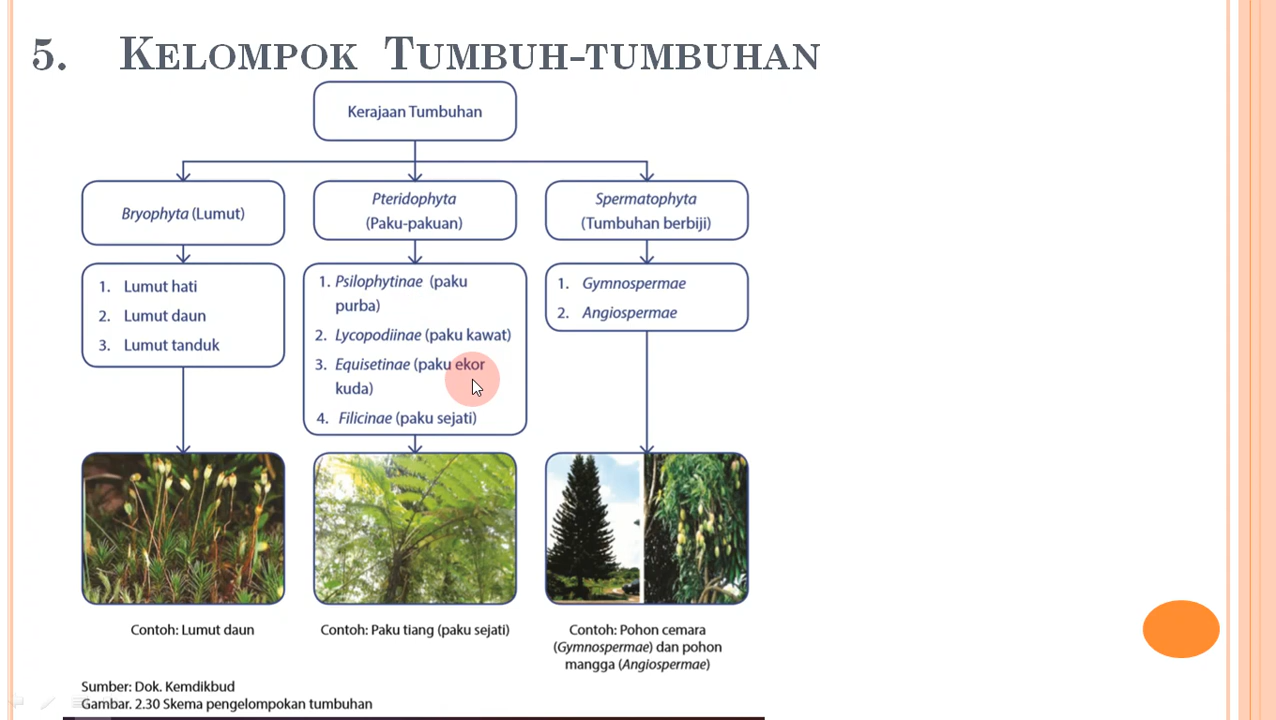 5. Kelompok Tumbuh-tumbuhan
Kerajaan Tumbuhan
Bryophyta (Lumut)
Pteridophyta
(Paku-pakuan)
Spermatophyta
(Tumbuhan berbiji)
1. Lumut hati
2. Lumut daun
3. Lumut tanduk
1. Psilophytinae (paku
purba)
2. Lycopodiinae (paku kawat)
3. Equisetinae (paku ekor
kuda)
4. Filicinae (paku sejati)
1. Gymnospermae
2. Angiospermae
Contoh: Lumut daun
Contoh: Paku tiang (paku sejati)
Contoh: Pohon cemara
(Gymnospermae) dan pohon
mangga (Angiospermae)
Sumber: Dok. Kemdikbud
Gambar. 2.30 Skema pengelompokan tumbuhan